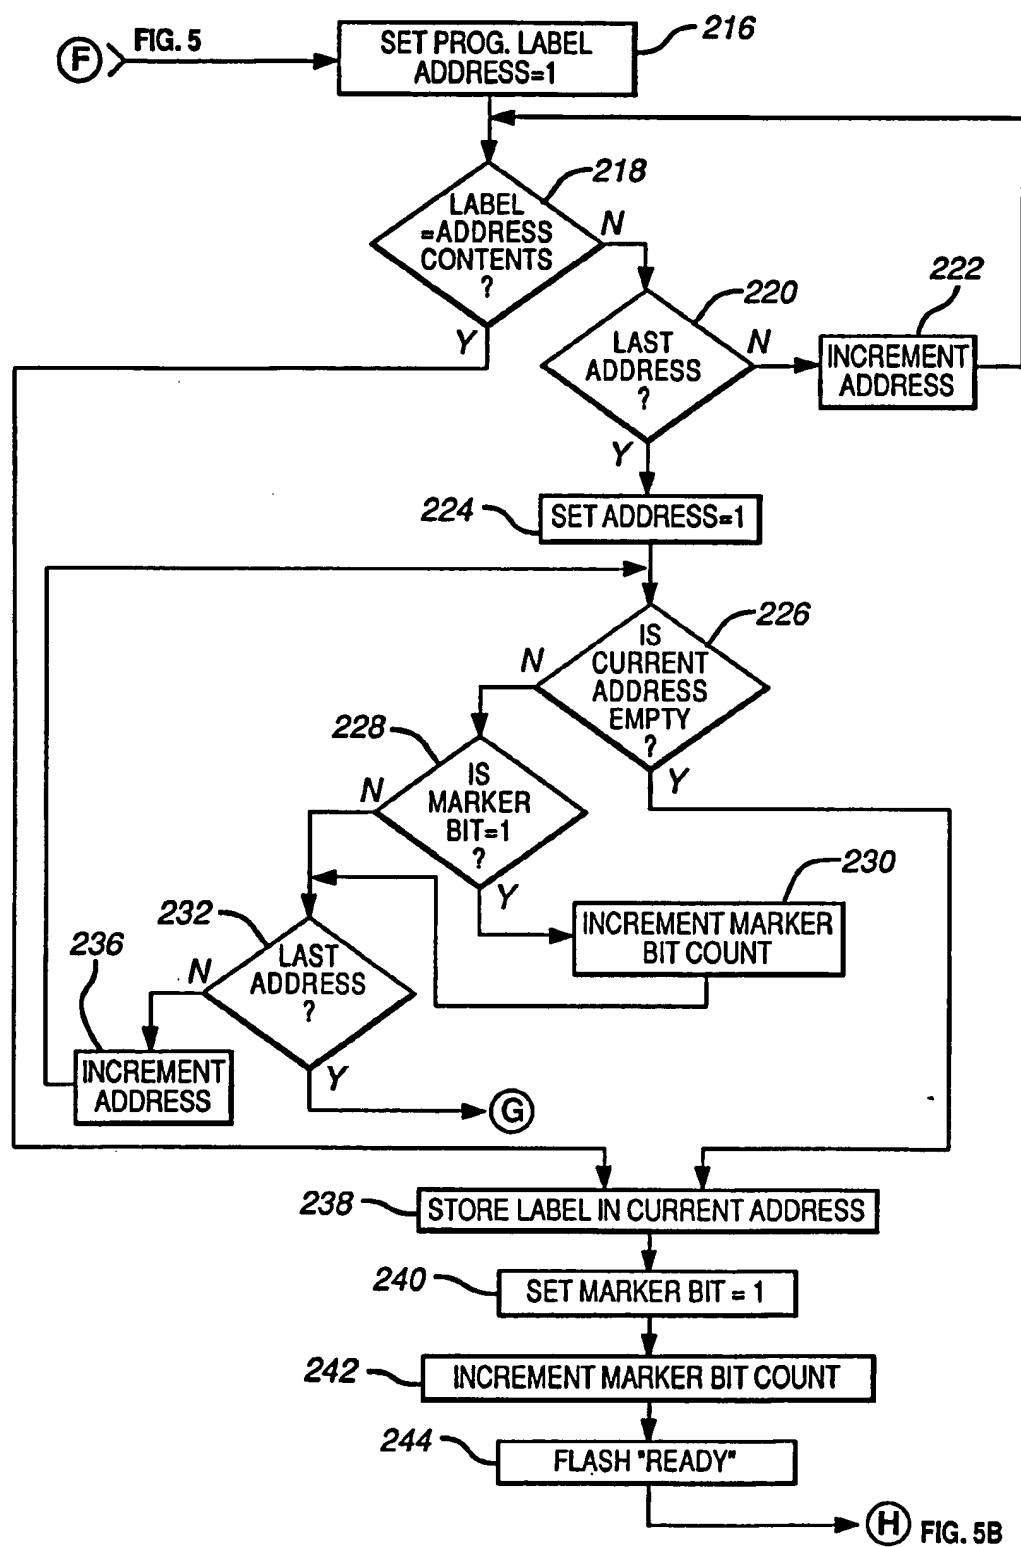 F
FIG. 5
SET PROG. LABEL
ADDRESS=1
216
LABEL
=ADDRESS
CONTENTS
?
218
N
Y
LAST
ADDRESS
?
220
N
Y
INCREMENT
ADDRESS
222
224
SET ADDRESS=1
IS
CURRENT
ADDRESS
EMPTY
?
226
N
Y
228
IS
MARKER
BIT=1
?
N
Y
230
INCREMENT MARKER
BIT COUNT
232
LAST
ADDRESS
?
N
Y
236
INCREMENT
ADDRESS
G
238
STORE LABEL IN CURRENT ADDRESS
240
SET MARKER BIT = 1
242
INCREMENT MARKER BIT COUNT
244
FLASH "READY"
H
FIG. 5B